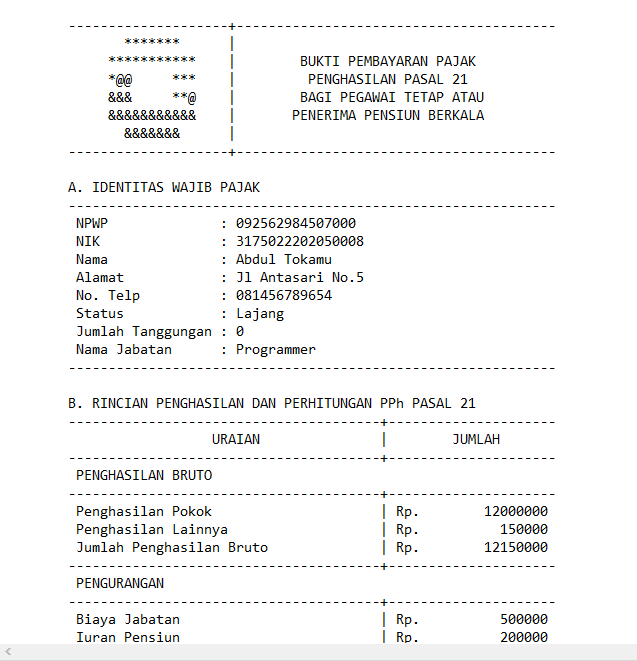 --------------------+----------------------------------------
       *******      |
     ***********    |        BUKTI PEMBAYARAN PAJAK
     *@@     ***    |         PENGHASILAN PASAL 21
     &&&     **@    |        BAGI PEGAWAI TETAP ATAU
     &&&&&&&&&&&    |       PENERIMA PENSIUN BERKALA
       &&&&&&&      |
--------------------+----------------------------------------
A. IDENTITAS WAJIB PAJAK
-------------------------------------------------------------
 NPWP              : 092562984507000
 NIK               : 3175022202050008
 Nama              : Abdul Tokamu
 Alamat            : Jl Antasari No.5
 No. Telp          : 081456789654
 Status            : Lajang
 Jumlah Tanggungan : 0
 Nama Jabatan      : Programmer
-------------------------------------------------------------
B. RINCIAN PENGHASILAN DAN PERHITUNGAN PPh PASAL 21
---------------------------------------+---------------------
                  URAIAN               |        JUMLAH
---------------------------------------+---------------------
 PENGHASILAN BRUTO
---------------------------------------+---------------------
 Penghasilan Pokok                     | Rp.        12000000
 Penghasilan Lainnya                   | Rp.          150000
 Jumlah Penghasilan Bruto              | Rp.        12150000
---------------------------------------+---------------------
 PENGURANGAN
---------------------------------------+---------------------
 Biaya Jabatan                         | Rp.          500000
 Iuran Pensiun                         | Rp.          200000